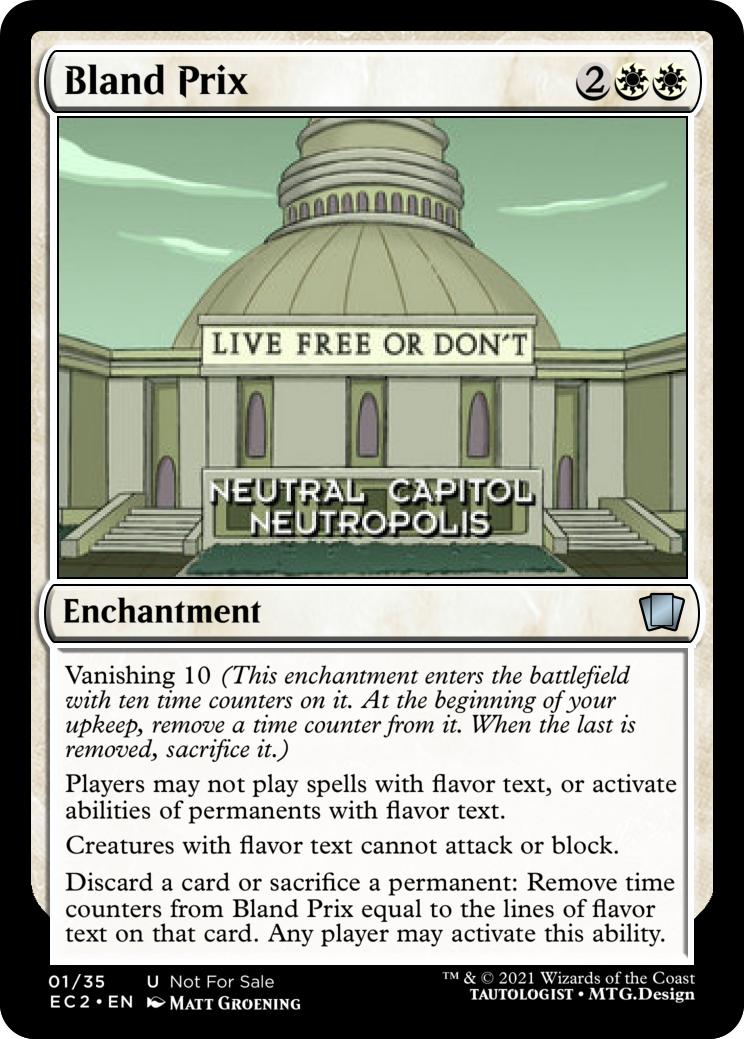 Bland Prix 2
LIVE FREE OR DON'T
NEUTRAL CAPITOL
NEUTROPOLIS
Enchantment
Vanishing 10 (This enchantment enters the battlefield
with ten time counters on it. At the beginning of your
upkeep, remove a time counter from it. When the last is
removed, sacrifice it.)
Players may not play spells with flavor text, or activate
abilities of permanents with flavor text.
Creatures with flavor text cannot attack or block.
Discard a card or sacrifice a permanent: Remove time
counters from Bland Prix equal to the lines of flavor
text on that card. Any player may activate this ability.
01/35 U Not For Sale
EC2 • EN MATT GROENING
™ & © 2021 Wizards of the Coast
TAUTOLOGIST • MTG.Design